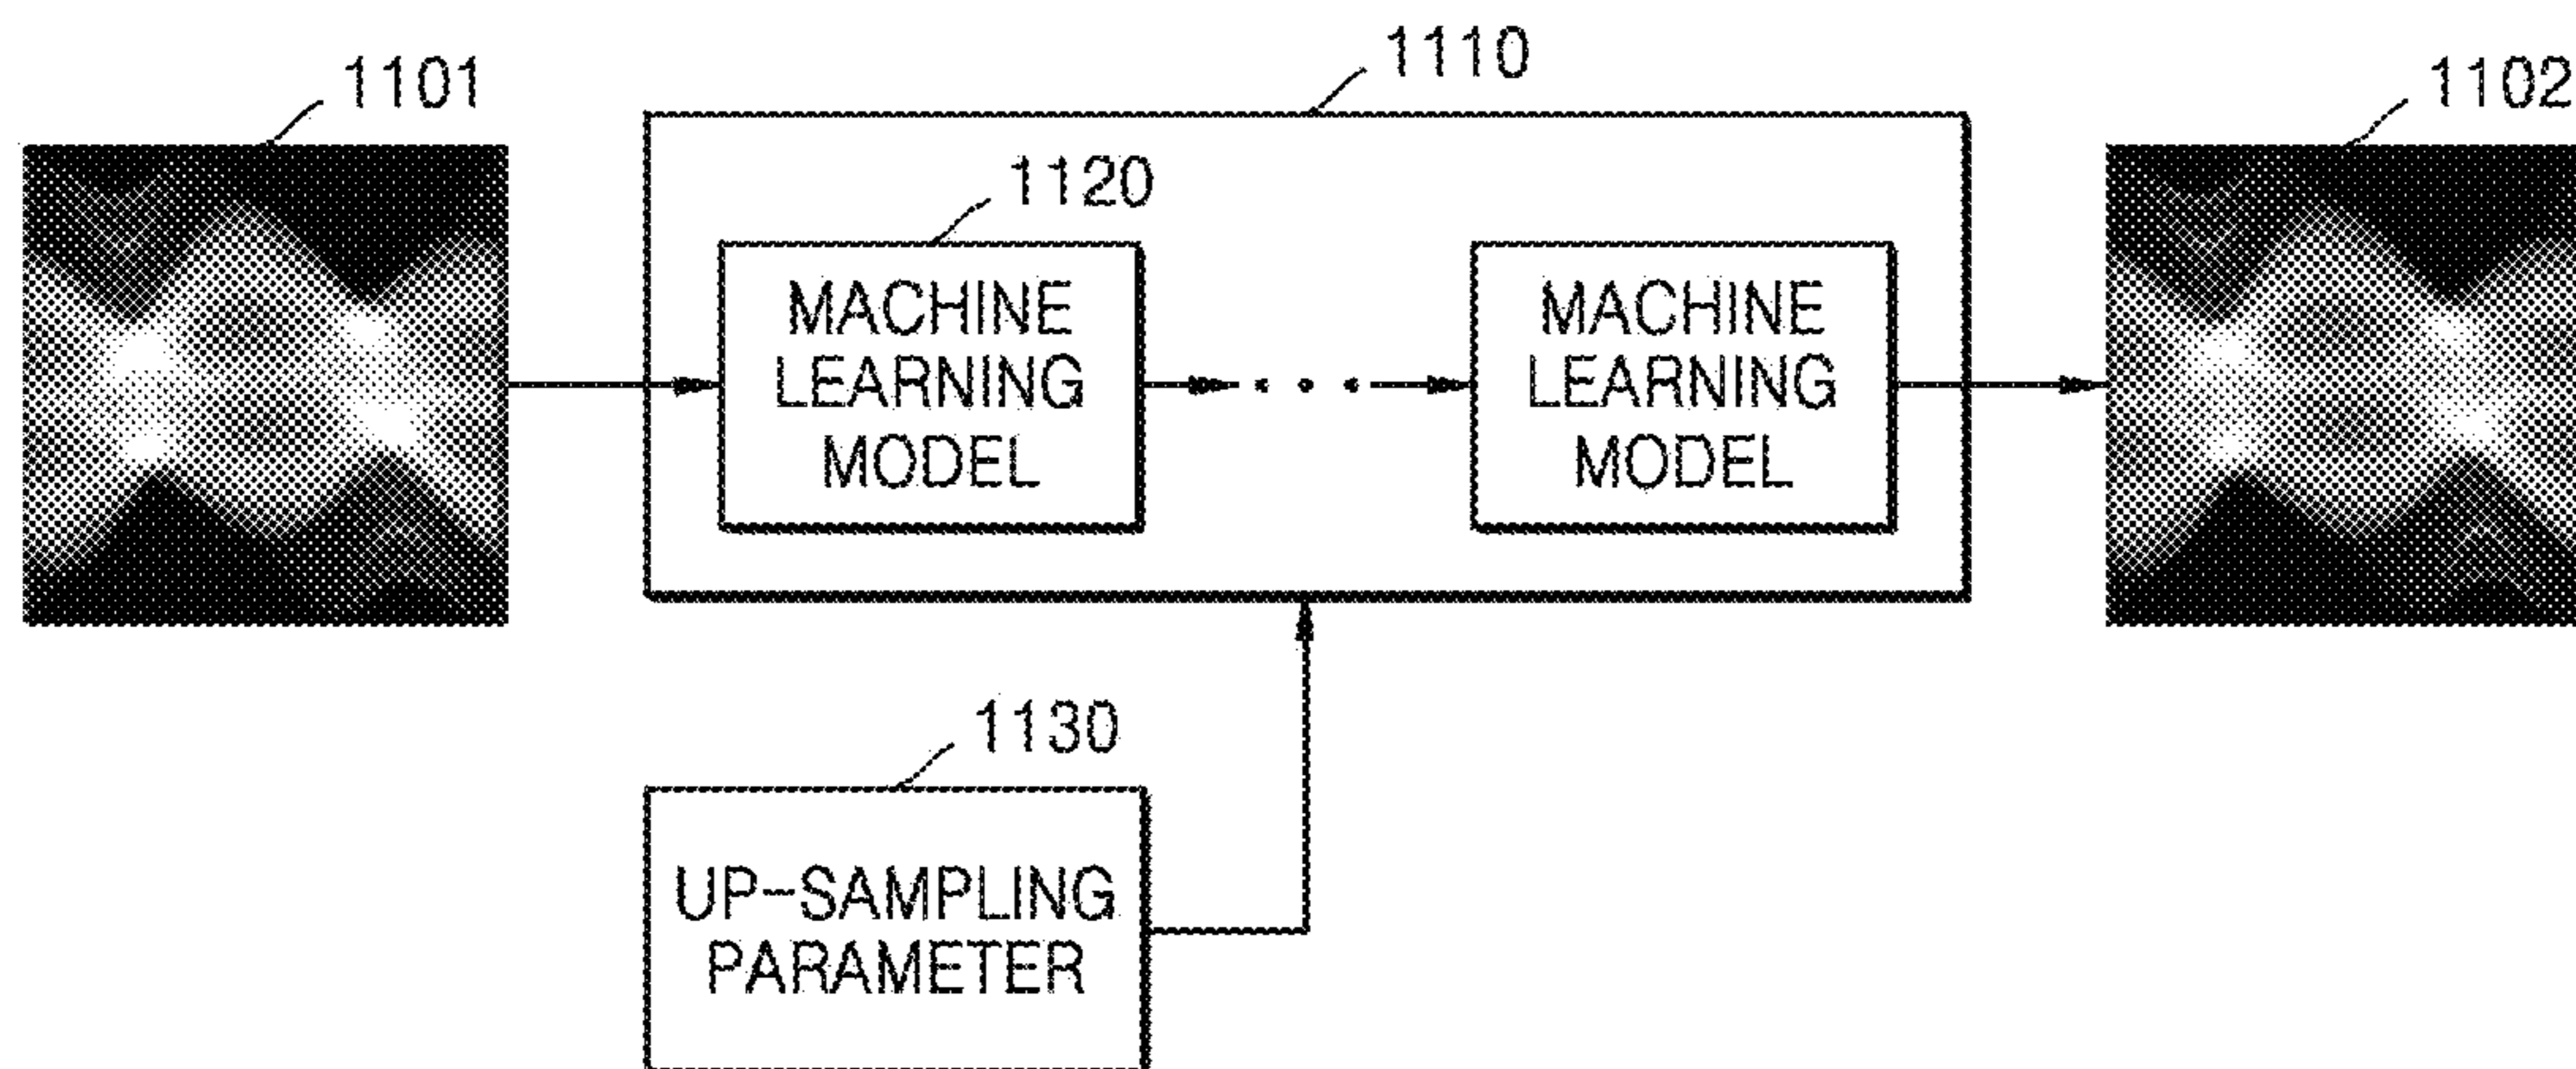 1110
1101
1102
1120
MACHINE
LEARNING
MODEL
MACHINE
LEARNING
MODEL
1130
UP-SAMPLING
PARAMETER